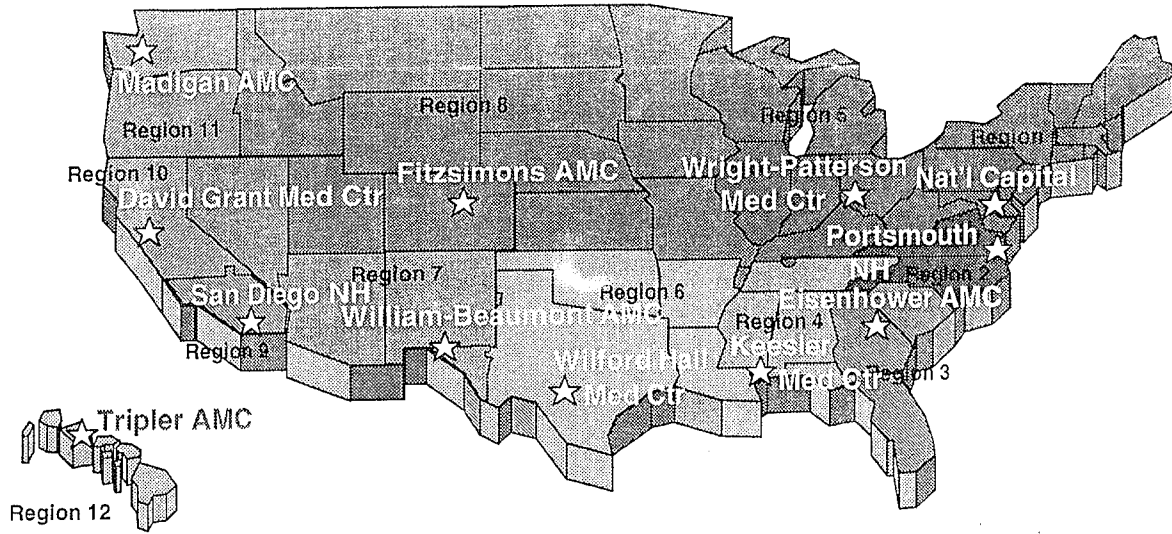 Madigan AMC
Region 11
Region 10
David Grant Med Ctr
Region 8
Fitzsimons AMC
Region 5
Wright-Patterson
Med Ctr
Region 1
Nat'l Capital
Portsmouth
NH
Region 2
Region 7
San Diego NH
Region 9
William-Beaumont AMC
Region 6
Wilford Hall
Med Ctr
Region 4
Keesler
Med Ctr
Eisenhower AMC
Region 3
Tripler AMC
Region 12